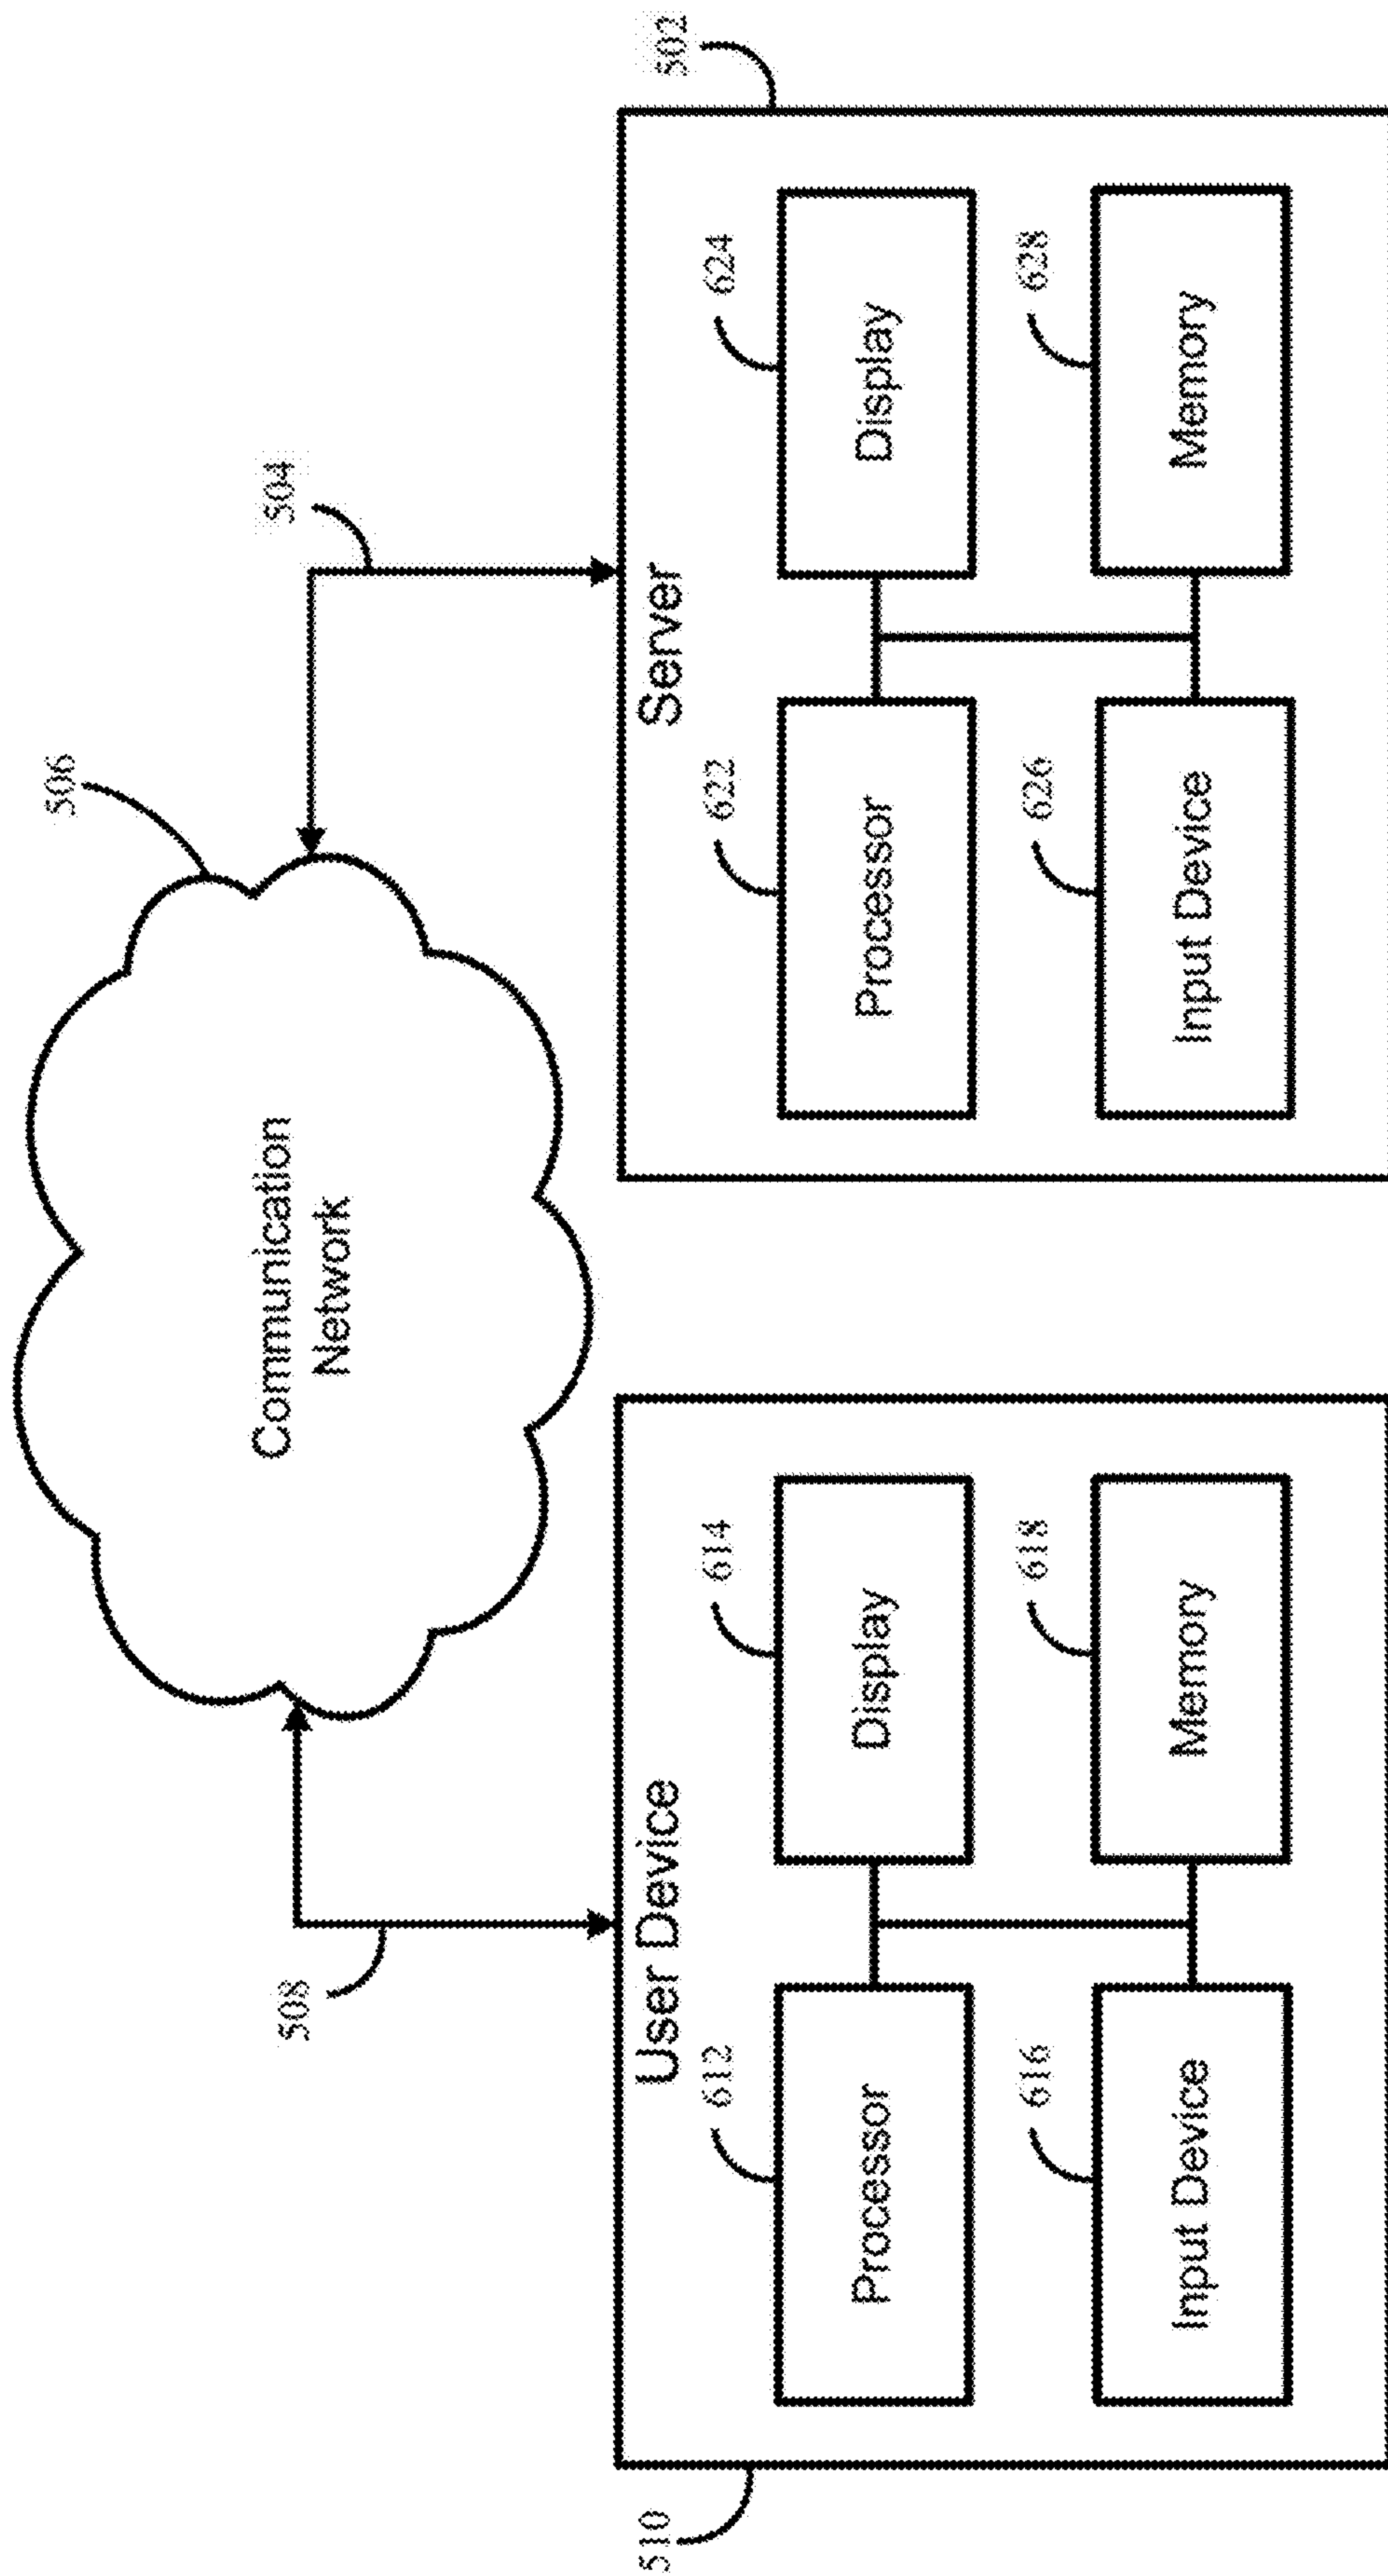 506
Communication
Network
508
504
510
User Device
612
Processor
614
Display
616
Input Device
618
Memory
502
Server
622
Processor
624
Display
626
Input Device
628
Memory